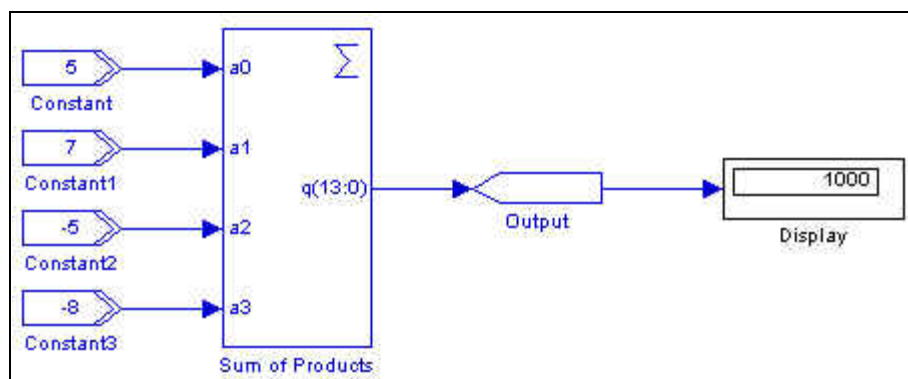 5
a0
Σ
Constant
7
a1
Constant1
q(13:0)
1000
-5
a2
Output
Display
Constant2
-8
a3
Constant3
Sum of Products